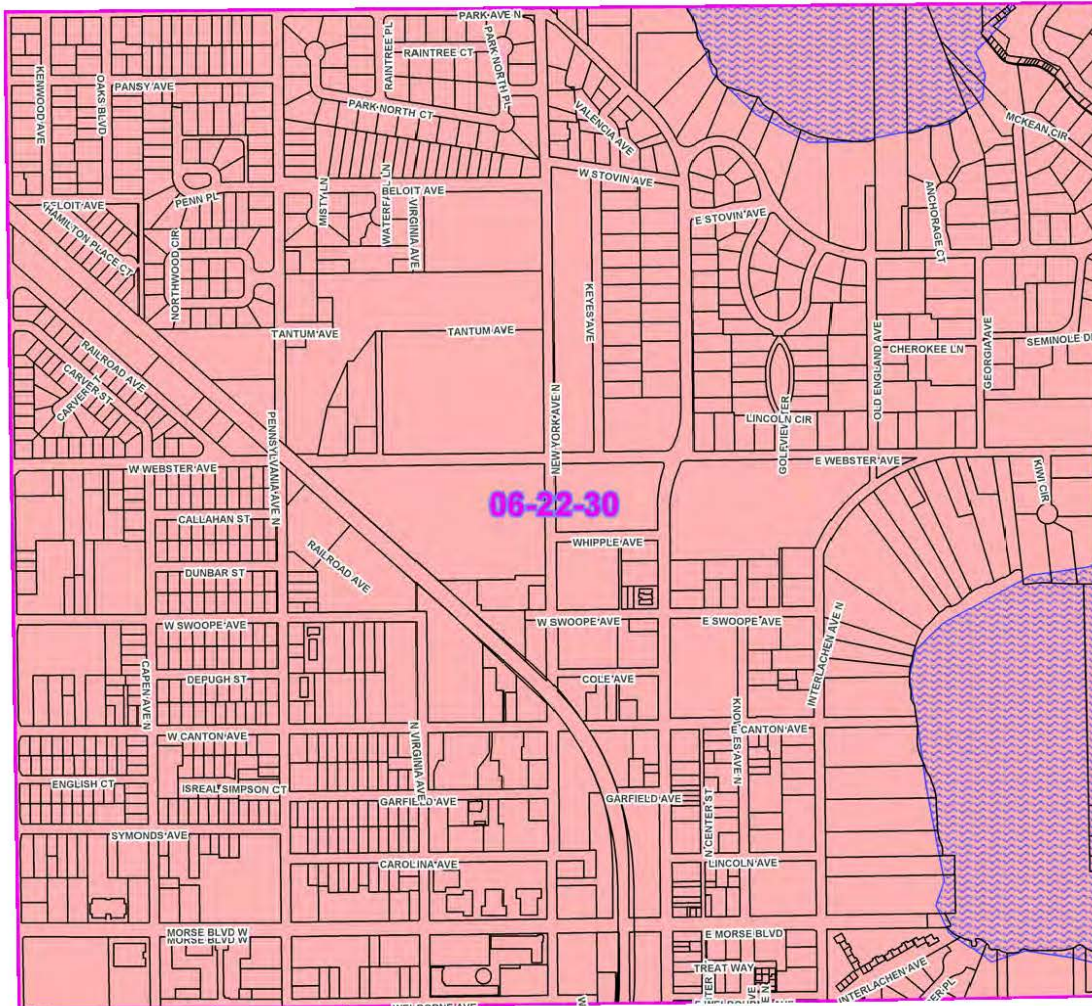 PARK AVE N
RAINTREE PL
RAINTREE CT
PARK NORTH PL
KENWOOD AVE
OAKS BLVD
PANSY AVE
PARK NORTH CT
VALENCIA AVE
MCKEAN CIR
W STOVIN AVE
BELOIT AVE
PENN PL
MISTY LN
BELOIT AVE
VIRGINIA AVE
ANCHORAGE CT
HAMILTON PLACE CT
NORTHWOOD CIR
E STOVIN AVE
KEYES AVE
TANTUM AVE
TANTUM AVE
OLD ENGLAND AVE
CHEROKEE LN
GEORGIA AVE
RAILROAD AVE
CARVER ST
LINCOLN CIR
PENNSYLVANIA AVE N
NEW YORK AVE N
W WEBSTER AVE
E WEBSTER AVE
KIWI CIR
06-22-30
CALLAHAN ST
WHIPPLE AVE
RAILROAD AVE
DUNBAR ST
W SWOOPE AVE
W SWOOPE AVE
E SWOOPE AVE
INTERLACHEN AVE N
CAPEN AVE N
DEPUGH ST
COLE AVE
KNOWLES AVE N
W CANTON AVE
N VIRGINIA AVE
E CANTON AVE
ENGLISH CT
ISREAL SIMPSON CT
GARFIELD AVE
GARFIELD AVE
N CENTER ST
SYMONDS AVE
CAROLINA AVE
LINCOLN AVE
MORSE BLVD W
MORSE BLVD W
E MORSE BLVD
TREAT WAY
INTERLACHEN AVE